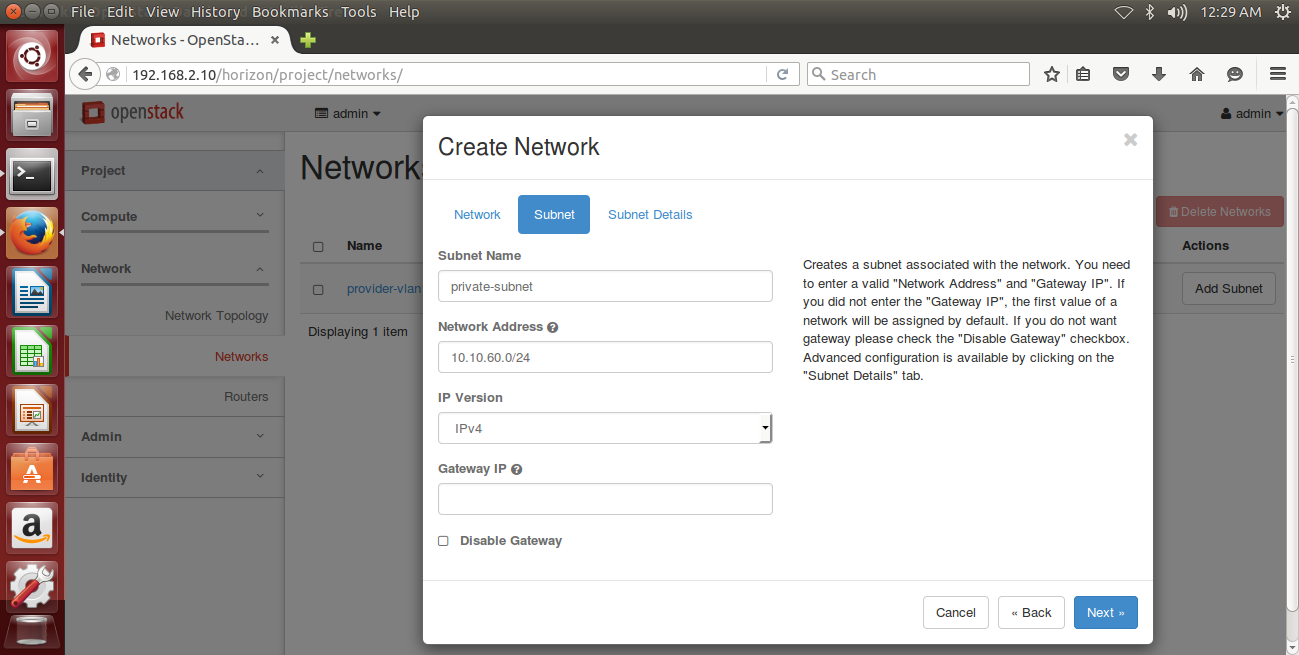 File Edit View History Bookmarks Tools Help
12:29 AM
Networks - OpenSta...
192.168.2.10/horizon/project/networks/
Search
openstack
admin
admin
Project
Compute
Network
Network Topology
Networks
Routers
Admin
Identity
Networks
Delete Networks
Name
Actions
provider-vlan
Add Subnet
Displaying 1 item
Create Network
Network
Subnet
Subnet Details
Subnet Name
private-subnet
Network Address
10.10.60.0/24
IP Version
IPv4
Gateway IP
Disable Gateway
Creates a subnet associated with the network. You need
to enter a valid "Network Address" and "Gateway IP". If
you did not enter the "Gateway IP", the first value of a
network will be assigned by default. If you do not want
gateway please check the "Disable Gateway" checkbox.
Advanced configuration is available by clicking on the
"Subnet Details" tab.
Cancel
« Back
Next »